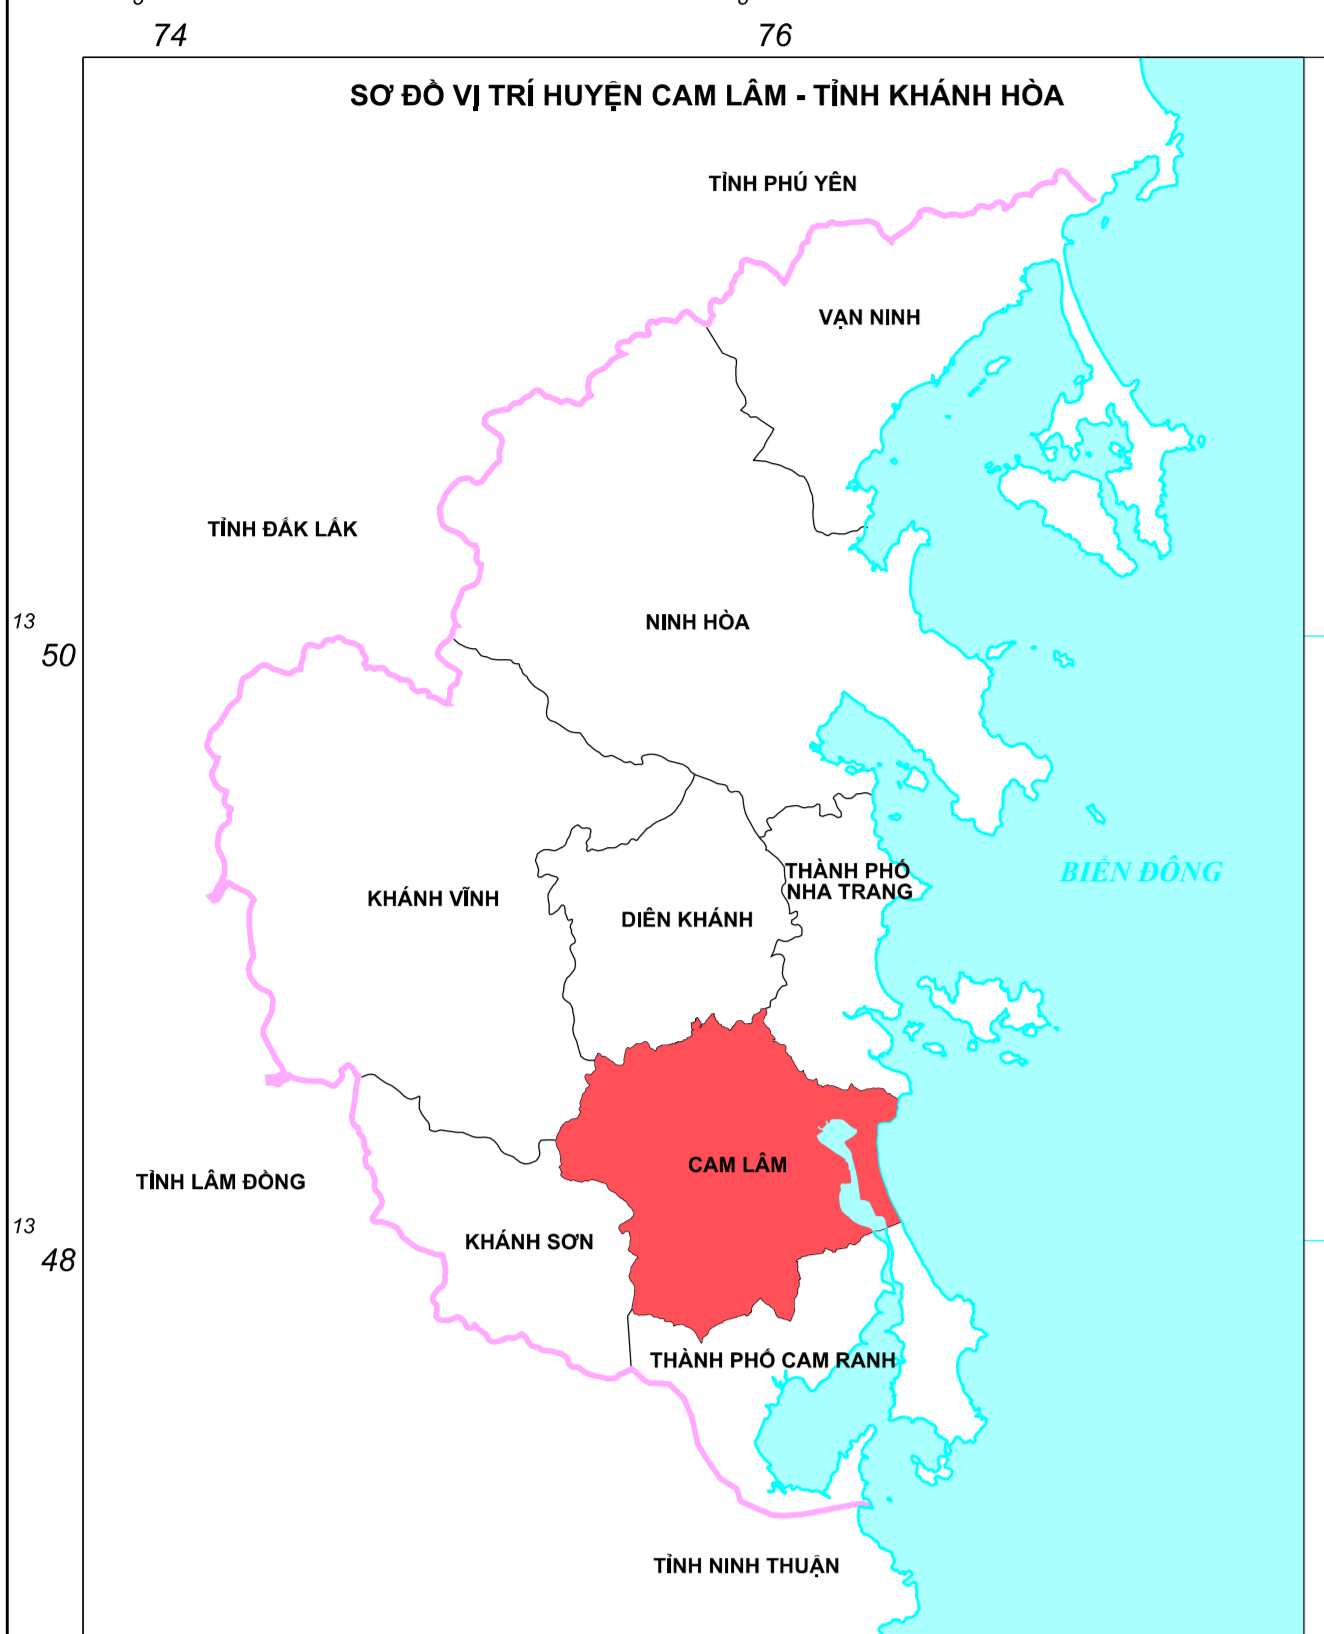 74
76
SƠ ĐỒ VỊ TRÍ HUYỆN CAM LÂM - TỈNH KHÁNH HÒA
TỈNH PHÚ YÊN
VẠN NINH
TỈNH ĐẮK LẮK
NINH HÒA
13
50
THÀNH PHỐ
NHA TRANG
BIỂN ĐÔNG
KHÁNH VĨNH
DIÊN KHÁNH
CAM LÂM
TỈNH LÂM ĐỒNG
13
48
KHÁNH SƠN
THÀNH PHỐ CAM RANH
TỈNH NINH THUẬN